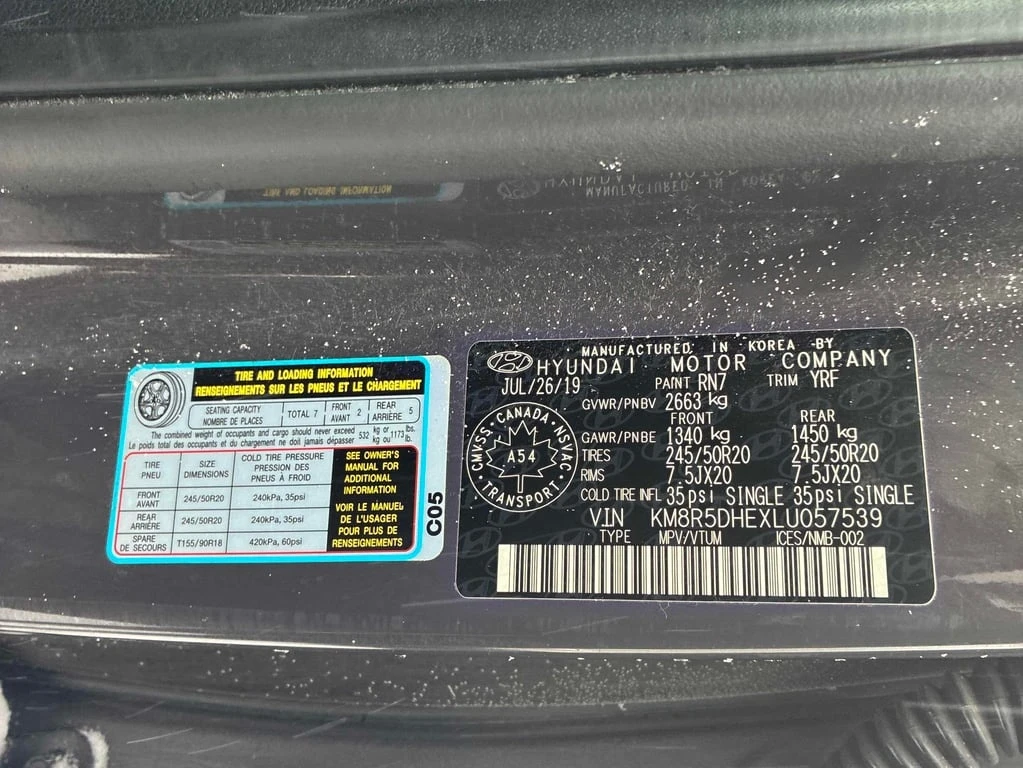 TIRE AND LOADING INFORMATION
RENSEIGNEMENTS SUR LES PNEUS ET LE CHARGEMENT
SEATING CAPACITY
NOMBRE DE PLACES
TOTAL 7
FRONT
AVANT 2
REAR
ARRIÈRE 5
The combined weight of occupants and cargo should never exceed 532 kg or 1173 lbs.
Le poids total des occupants et du chargement ne doit jamais dépasser kg ou lb.
TIRE
PNEU
SIZE
DIMENSIONS
COLD TIRE PRESSURE
PRESSION DES
PNEUS À FROID
FRONT
AVANT
245/50R20
240kPa, 35psi
REAR
ARRIÈRE
245/50R20
240kPa, 35psi
SPARE
DE SECOURS
T155/90R18
420kPa, 60psi
SEE OWNER'S
MANUAL FOR
ADDITIONAL
INFORMATION
VOIR LE MANUEL
DE L'USAGER
POUR PLUS DE
RENSEIGNEMENTS
C05
MANUFACTURED IN KOREA BY
HYUNDAI MOTOR COMPANY
JUL/26/19 PAINT RN7 TRIM YRF
GVWR/PNBV 2663 kg
FRONT REAR
GAWR/PNBE 1340 kg 1450 kg
TIRES 245/50R20 245/50R20
RIMS 7.5JX20 7.5JX20
COLD TIRE INFL 35psi SINGLE 35psi SINGLE
VIN KM8R5DHEXLU057539
TYPE MPV/VTUM ICES/NMB-002
CANADA
CMVSS · NSVAC
A54
TRANSPORT